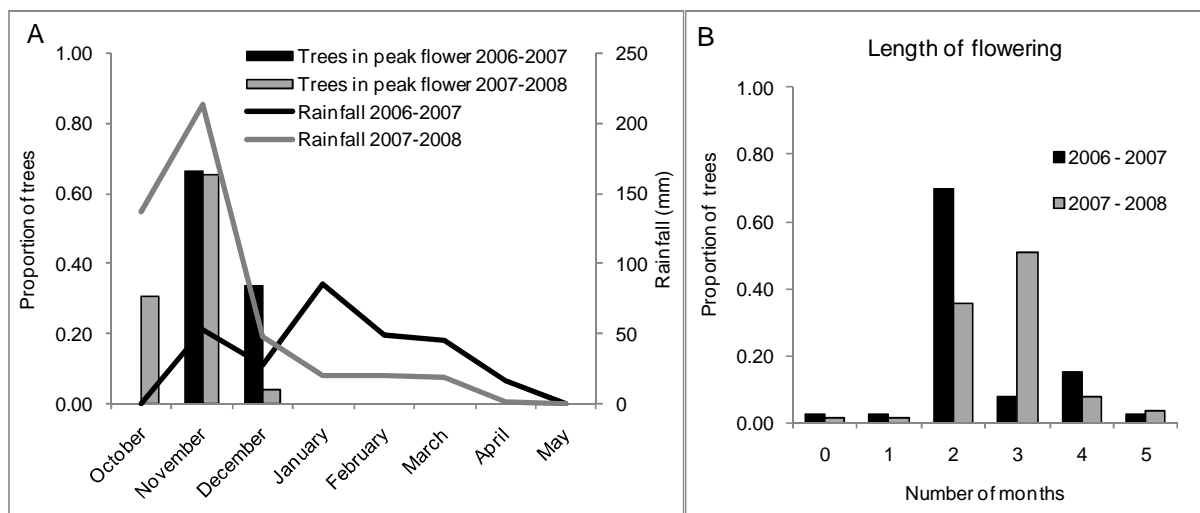 A
Trees in peak flower 2006-2007
Trees in peak flower 2007-2008
Rainfall 2006-2007
Rainfall 2007-2008
Proportion of trees
1.00
0.80
0.60
0.40
0.20
0.00
250
200
150
100
50
0
Rainfall (mm)
October
November
December
January
February
March
April
May
B
Length of flowering
2006 - 2007
2007 - 2008
Proportion of trees
1.00
0.80
0.60
0.40
0.20
0.00
0 1 2 3 4 5
Number of months